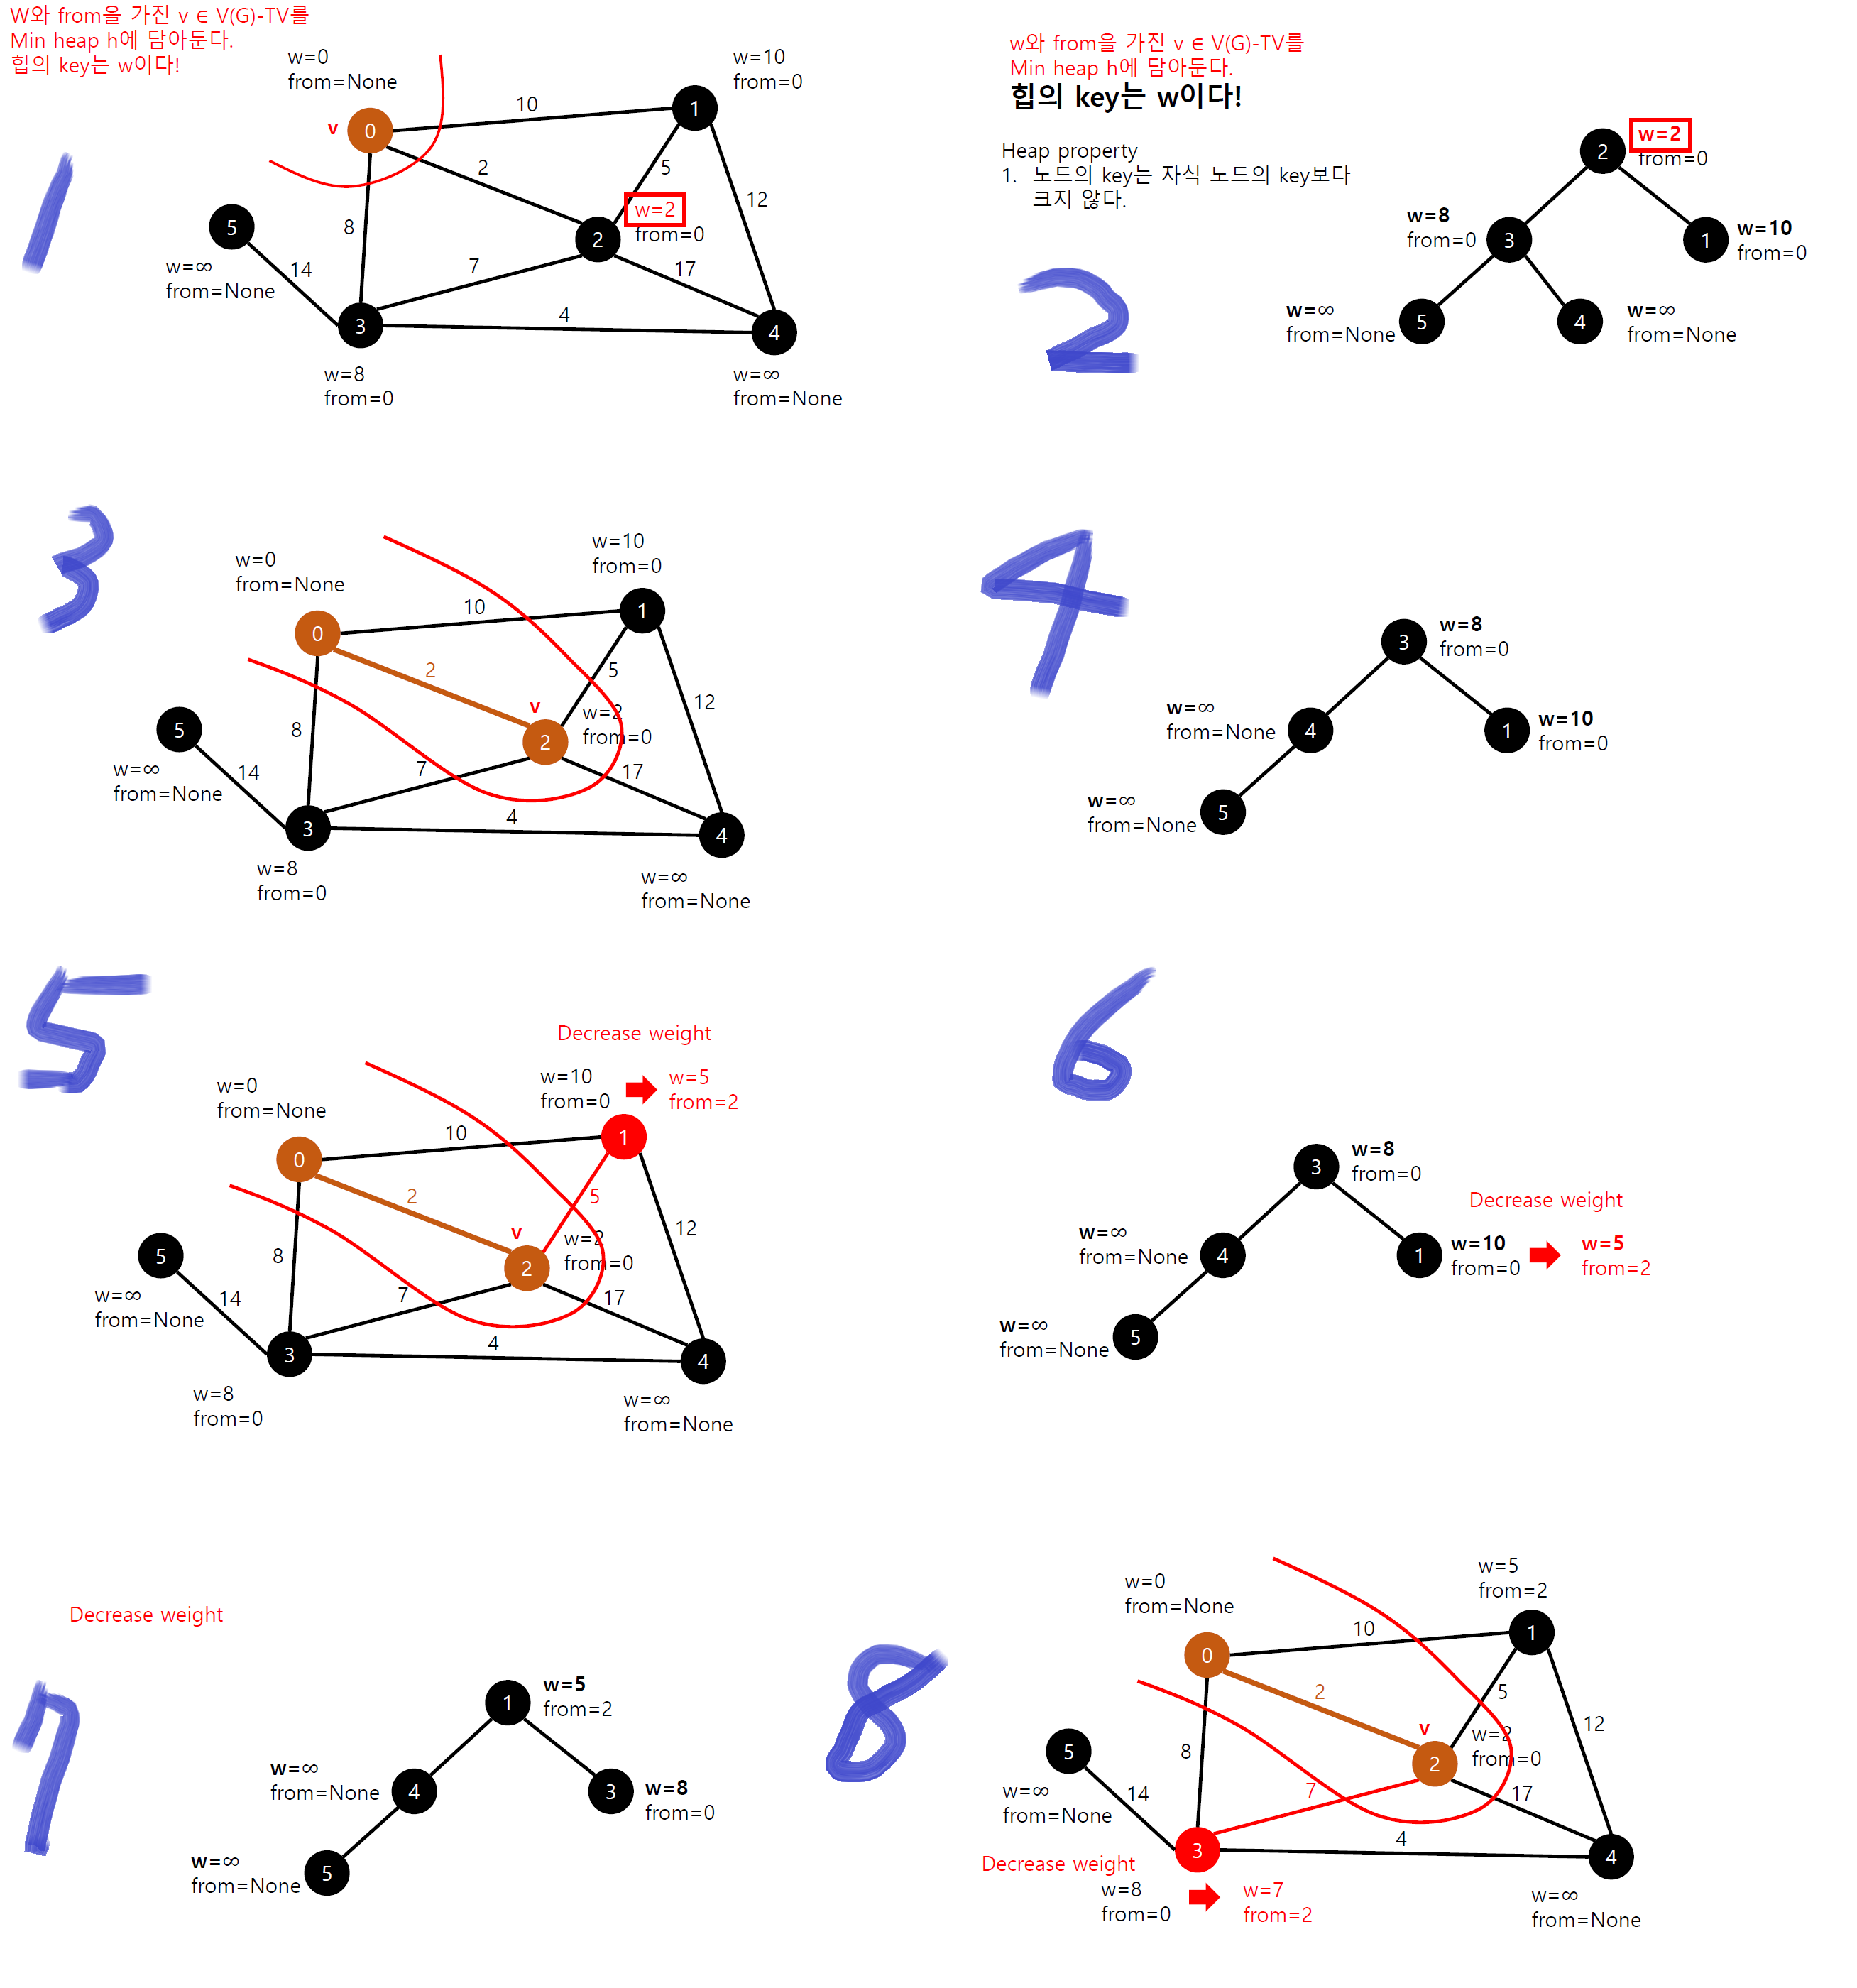 W와 from을 가진 v ∈ V(G)-TV를
Min heap h에 담아둔다.
힙의 key는 w이다!
1
w=0
from=None
v
0
10
w=10
from=0
1
2
5
12
w=2
from=0
2
8
5
w=∞
from=None
14
7
17
3
4
4
w=8
from=0
w=∞
from=None
w와 from을 가진 v ∈ V(G)-TV를
Min heap h에 담아둔다.
힙의 key는 w이다!
Heap property
1. 노드의 key는 자식 노드의 key보다
크지 않다.
2
2
w=2
from=0
w=8
from=0
3
1
w=10
from=0
w=∞
from=None
5
4
w=∞
from=None
3
w=0
from=None
w=10
from=0
0
10
1
2
5
12
v
w=2
from=0
2
8
5
w=∞
from=None
14
7
17
3
4
4
w=8
from=0
w=∞
from=None
4
3
w=8
from=0
w=∞
from=None
4
1
w=10
from=0
w=∞
from=None
5
5
Decrease weight
w=0
from=None
w=10
from=0
w=5
from=2
0
10
1
2
5
12
v
w=2
from=0
2
8
5
w=∞
from=None
14
7
17
3
4
4
w=8
from=0
w=∞
from=None
6
3
w=8
from=0
Decrease weight
w=∞
from=None
4
1
w=10
from=0
w=5
from=2
w=∞
from=None
5
7
Decrease weight
1
w=5
from=2
w=∞
from=None
4
3
w=8
from=0
w=∞
from=None
5
8
w=0
from=None
w=5
from=2
0
10
1
2
5
12
v
w=2
from=0
2
8
5
w=∞
from=None
14
7
17
3
4
4
Decrease weight
w=8
from=0
w=7
from=2
w=∞
from=None